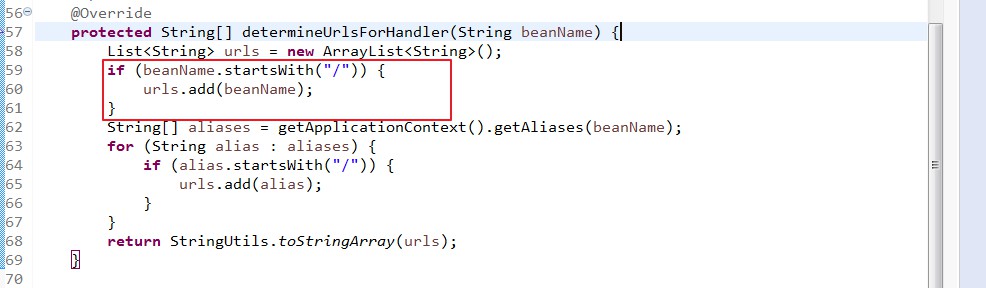 56 @Override
57 protected String[] determineUrlsForHandler(String beanName) {
58 List<String> urls = new ArrayList<String>();
59 if (beanName.startsWith("/")) {
60 urls.add(beanName);
61 }
62 String[] aliases = getApplicationContext().getAliases(beanName);
63 for (String alias : aliases) {
64 if (alias.startsWith("/")) {
65 urls.add(alias);
66 }
67 }
68 return StringUtils.toStringArray(urls);
69 }
70